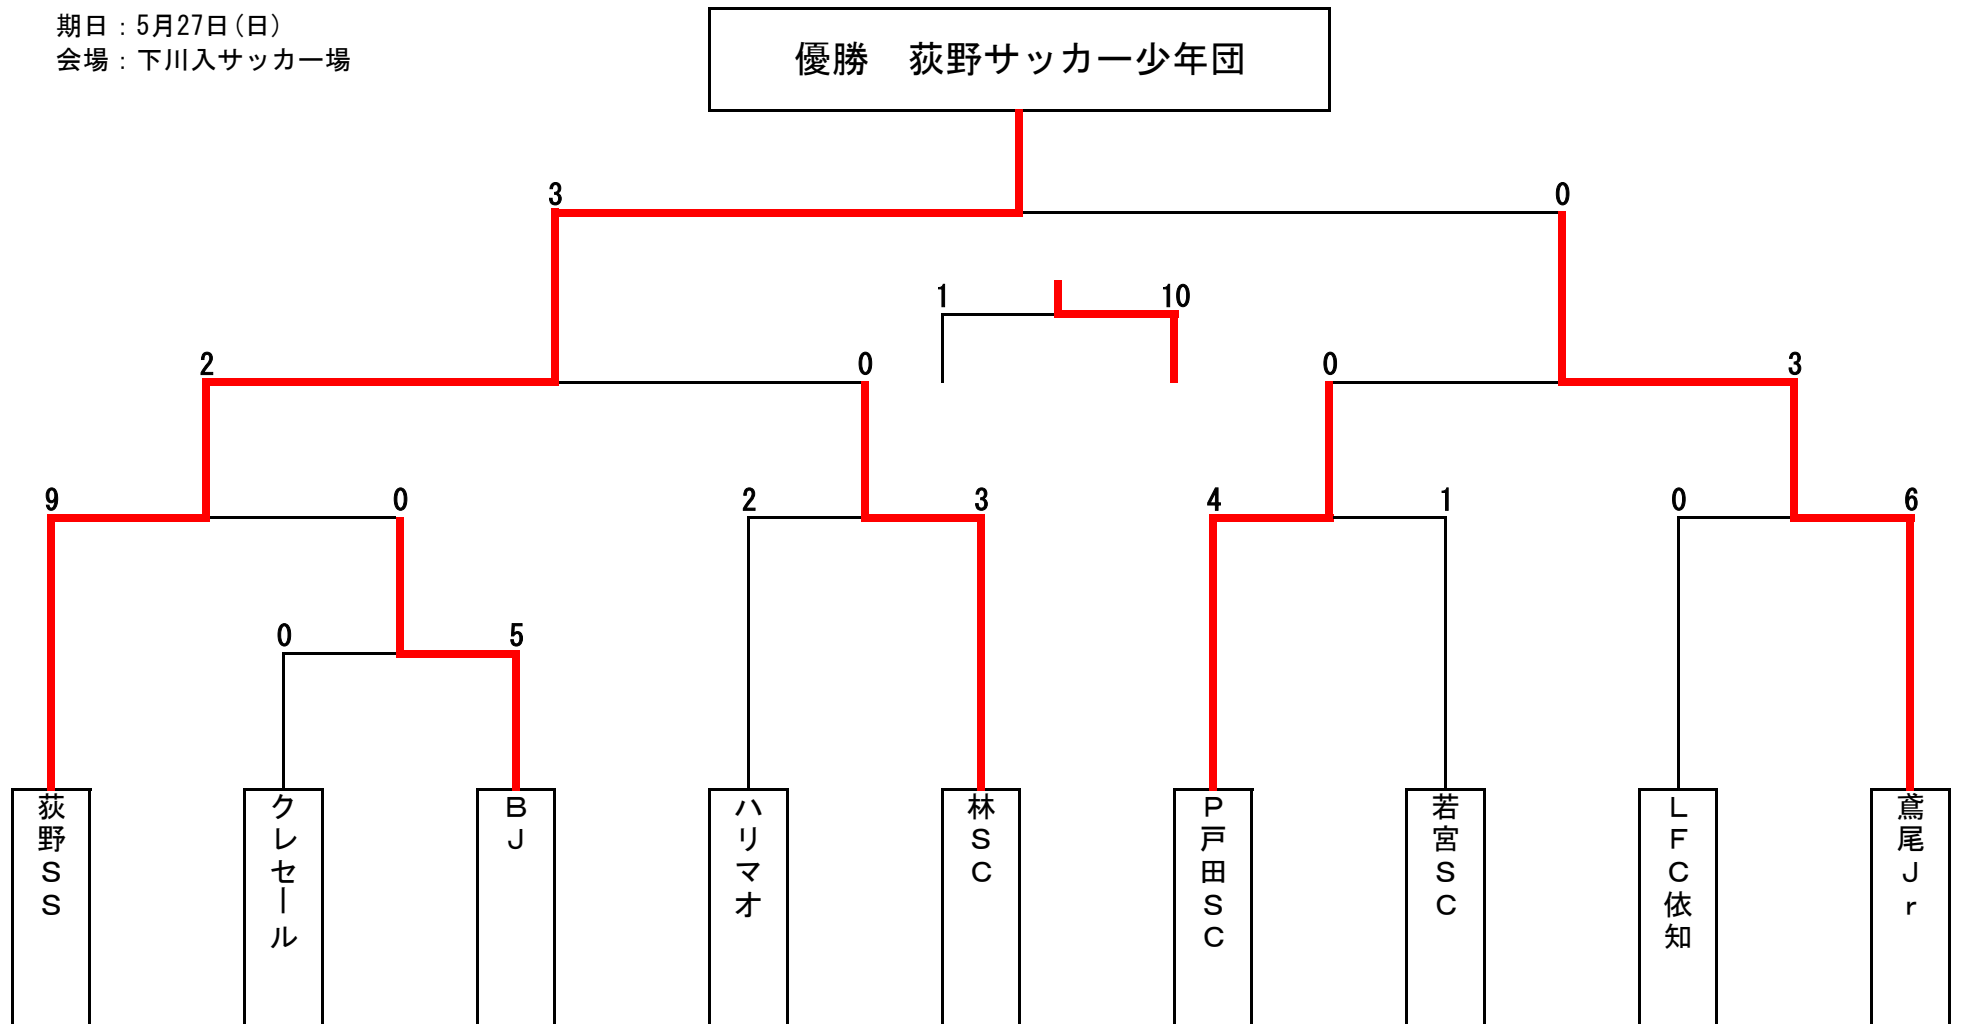 期日：5月27日(日)
会場：下川入サッカー場
優勝　荻野サッカー少年団
3
0
1
10
2
0
0
3
9
0
2
3
4
1
0
6
0
5
荻野SS
クレセール
BJ
ハリマオ
林SC
P戸田SC
若宮SC
LFC依知
鳶尾Jr